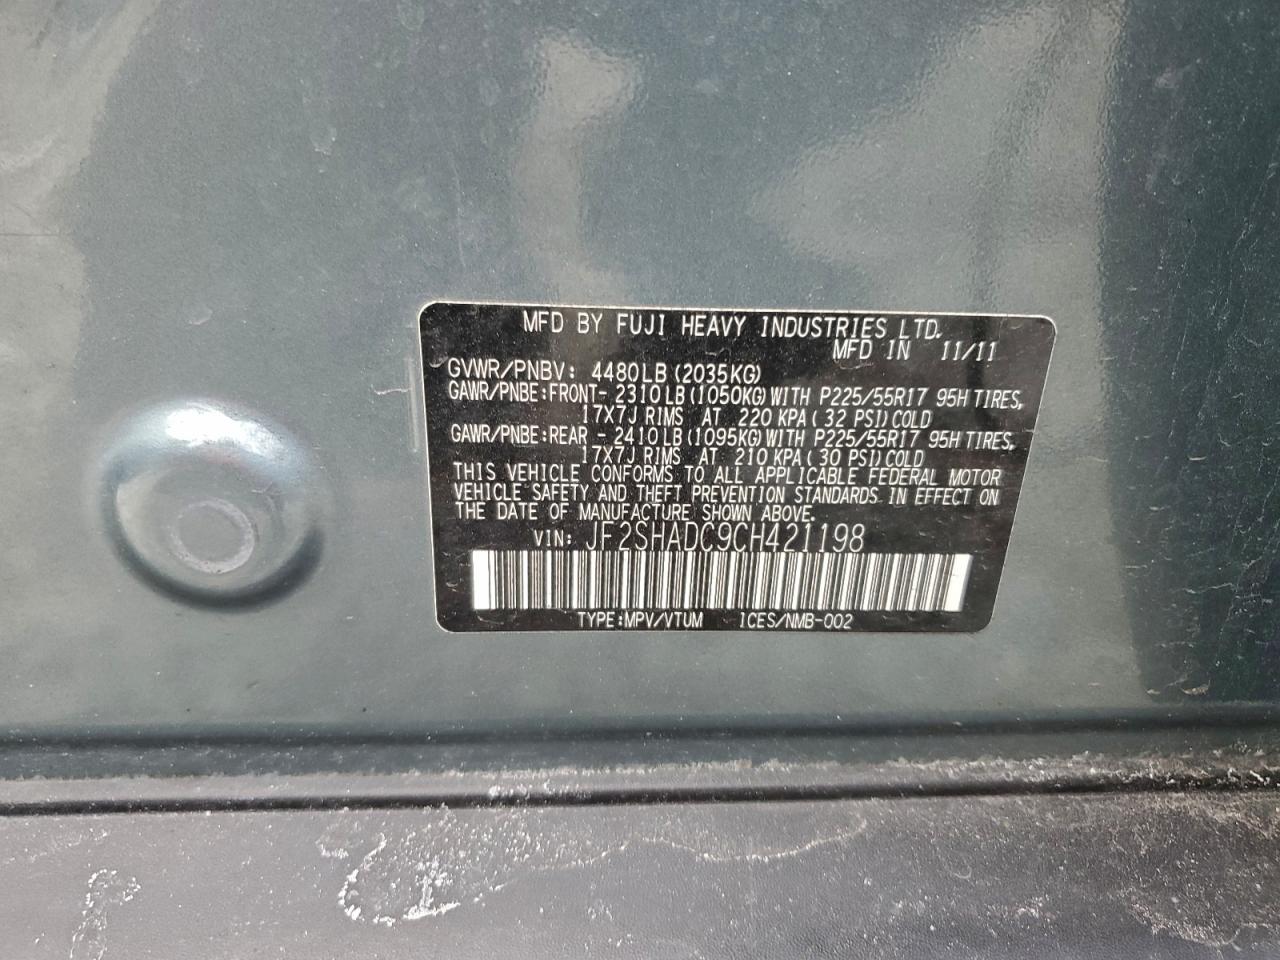 MFD BY FUJI HEAVY INDUSTRIES LTD.
MFD IN 11/11
GVWR/PNBV: 4480LB (2035KG)
GAWR/PNBE:FRONT- 2310LB(1050KG)WITH P225/55R17 95H TIRES,
17X7J RIMS AT 220 KPA( 32 PSI)COLD
GAWR/PNBE:REAR - 2410LB(1095KG)WITH P225/55R17 95H TIRES,
17X7J RIMS AT 210 KPA( 30 PSI)COLD
THIS VEHICLE CONFORMS TO ALL APPLICABLE FEDERAL MOTOR
VEHICLE SAFETY AND THEFT PREVENTION STANDARDS IN EFFECT ON
THE DATE OF MANUFACTURE SHOWN ABOVE.
VIN: JF2SHADC9CH421198
TYPE:MPV/VTUM ICES/NMB-002